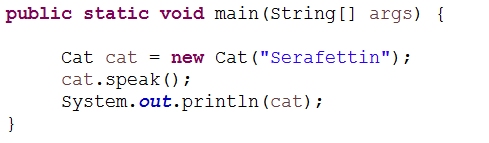 public static void main(String[] args) {
Cat cat = new Cat("Serafettin");
cat.speak();
System.out.println(cat);
}